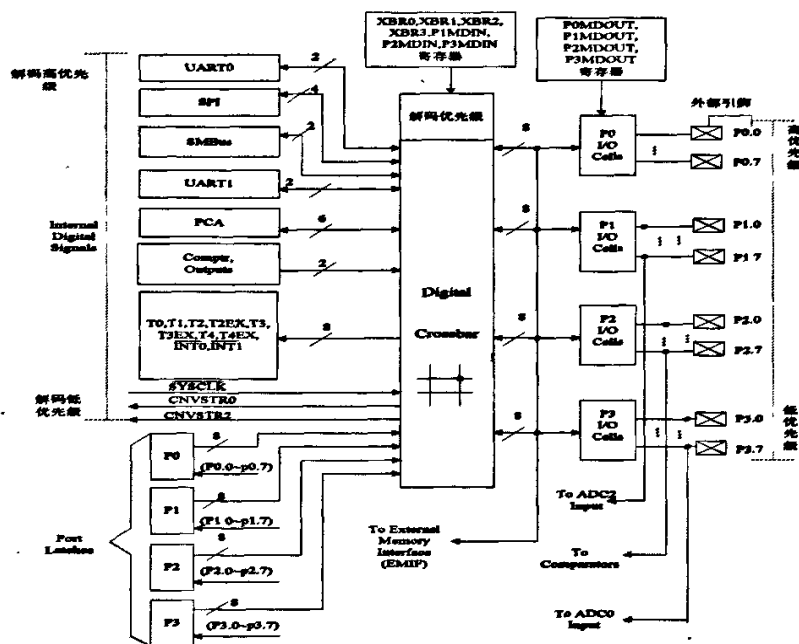 XBR0,XBR1,XBR2,
XBR3,P1MDIN,
P2MDIN,P3MDIN
寄存器
P0MDOUT,
P1MDOUT,
P2MDOUT,
P3MDOUT
寄存器
解码高优先
级
UART0
2
SPI
4
SMBus
2
UART1
2
PCA
6
Comptr,
Outputs
2
T0,T1,T2,T2EX,T3,
T3EX,T4,T4EX,
INT0,INT1
8
SYSCLK
CNVSTR0
CNVSTR2
Internal
Digital
Signals
解码低
优先级
解码优先级
Digital
Crossbar
8
8
8
8
P0
I/O
Cells
P1
I/O
Cells
P2
I/O
Cells
P3
I/O
Cells
外部引脚
P0.0
P0.7
P1.0
P1 7
P2.0
P2.7
P3.0
P3.7
高优先级
低优先级
Port
Latches
P0
8
(P0.0~p0.7)
P1
8
(P1 0~p1.7)
P2
8
(P2.0~p2.7)
P3
8
(P3.0~p3.7)
To External
Memory
Interface
(EMIF)
To ADC2
Input
To
Comparators
To ADC0
Input